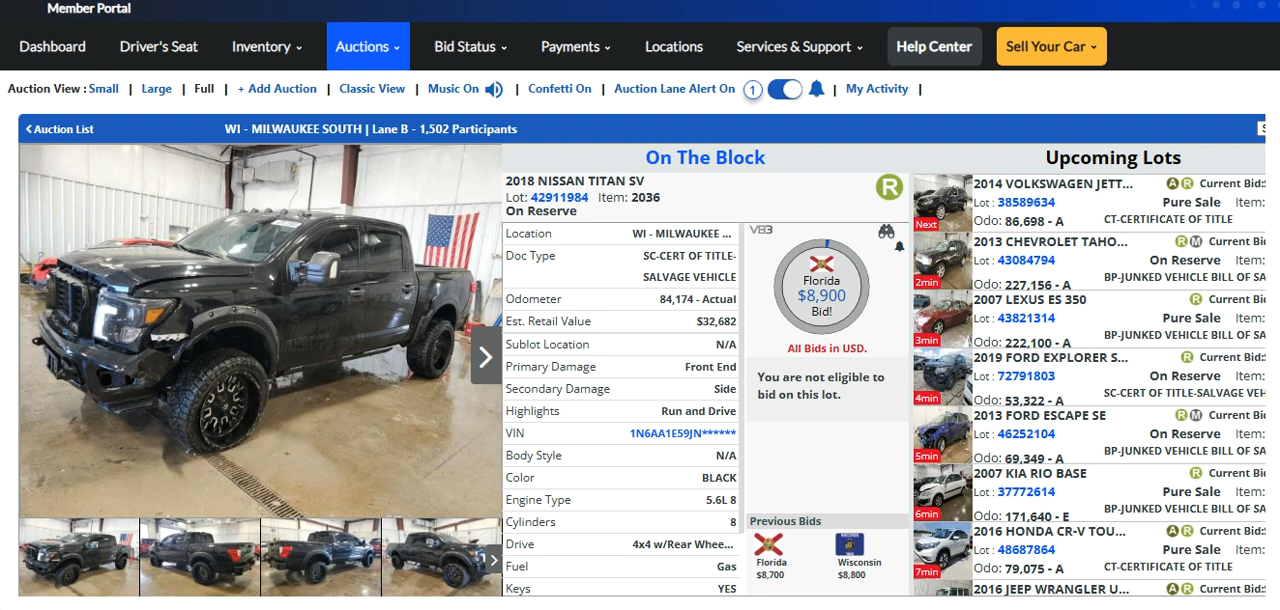 Member Portal
Dashboard Driver's Seat Inventory Auctions Bid Status Payments Locations Services & Support Help Center Sell Your Car
Auction View : Small | Large | Full | + Add Auction | Classic View | Music On | Confetti On | Auction Lane Alert On 1 | My Activity |
Auction List WI - MILWAUKEE SOUTH | Lane B - 1,502 Participants
On The Block
2018 NISSAN TITAN SV
Lot: 42911984 Item: 2036
On Reserve
R
Location WI - MILWAUKEE ...
Doc Type SC-CERT OF TITLE-
SALVAGE VEHICLE
Odometer 84,174 - Actual
Est. Retail Value $32,682
Sublot Location N/A
Primary Damage Front End
Secondary Damage Side
Highlights Run and Drive
VIN 1N6AA1E59JN******
Body Style N/A
Color BLACK
Engine Type 5.6L 8
Cylinders 8
Drive 4x4 w/Rear Whee...
Fuel Gas
Keys YES
VB3
Florida
$8,900
Bid!
All Bids in USD.
You are not eligible to
bid on this lot.
Previous Bids
Florida
$8,700
Wisconsin
$8,800
Upcoming Lots
2014 VOLKSWAGEN JETT... A R Current Bid:
Lot : 38589634 Pure Sale Item:
Next Odo: 86,698 - A CT-CERTIFICATE OF TITLE
2013 CHEVROLET TAHO... R M Current Bi
Lot : 43084794 On Reserve Item:
2min Odo: 227,156 - A BP-JUNKED VEHICLE BILL OF SA
2007 LEXUS ES 350 R Current Bi
Lot : 43821314 Pure Sale Item:
3min Odo: 222,100 - A BP-JUNKED VEHICLE BILL OF SA
2019 FORD EXPLORER S... R Current Bi
Lot : 72791803 On Reserve Item:
4min Odo: 53,322 - A SC-CERT OF TITLE-SALVAGE VEH
2013 FORD ESCAPE SE R M Current Bi
Lot : 46252104 On Reserve Item:
5min Odo: 69,349 - A BP-JUNKED VEHICLE BILL OF SA
2007 KIA RIO BASE R Current Bi
Lot : 37772614 Pure Sale Item:
6min Odo: 171,640 - E BP-JUNKED VEHICLE BILL OF SA
2016 HONDA CR-V TOU... A R Current Bid:
Lot : 48687864 Pure Sale Item:
7min Odo: 79,075 - A CT-CERTIFICATE OF TITLE
2016 JEEP WRANGLER U... A R Current Bid: